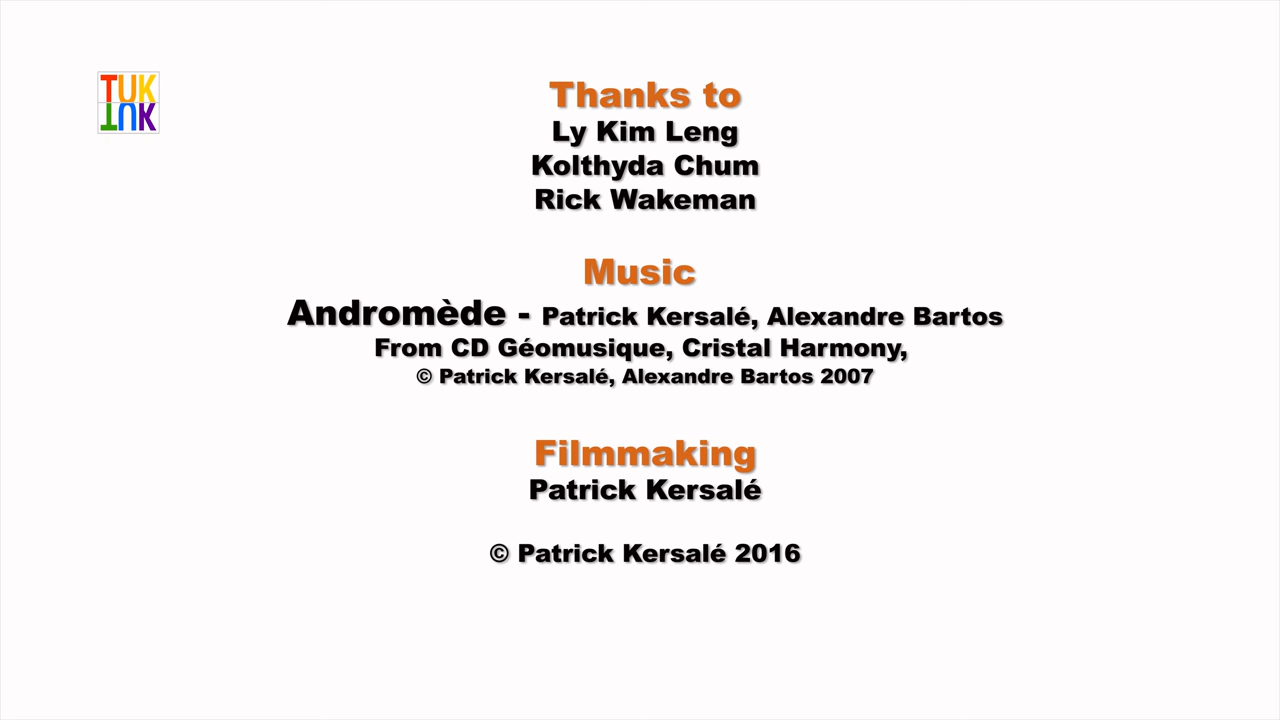 TUK
TUK
Thanks to
Ly Kim Leng
Kolthyda Chum
Rick Wakeman
Music
Andromède - Patrick Kersalé, Alexandre Bartos
From CD Géomusique, Cristal Harmony,
© Patrick Kersalé, Alexandre Bartos 2007
Filmmaking
Patrick Kersalé
© Patrick Kersalé 2016